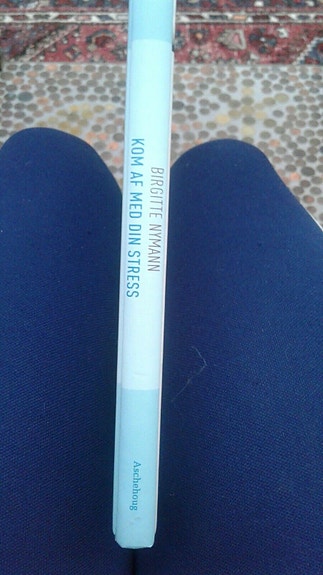 BIRGITTE NYMANN
KOM AF MED DIN STRESS
Aschehoug